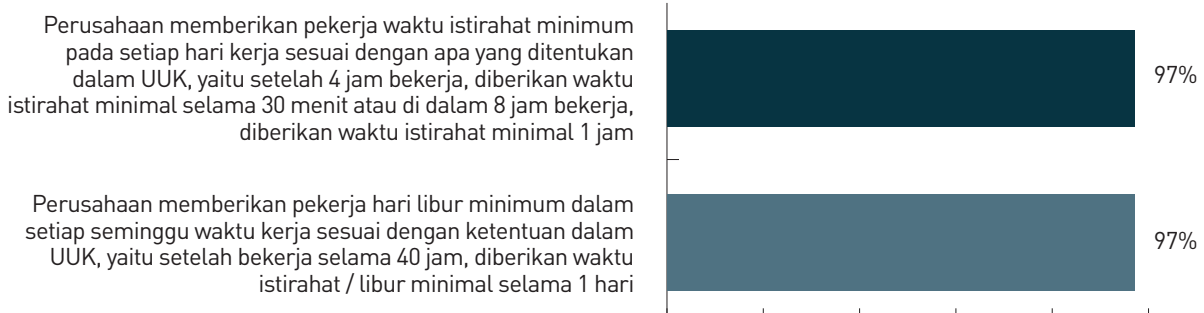 Perusahaan memberikan pekerja waktu istirahat minimum
pada setiap hari kerja sesuai dengan apa yang ditentukan
dalam UUK, yaitu setelah 4 jam bekerja, diberikan waktu
istirahat minimal selama 30 menit atau di dalam 8 jam bekerja,
diberikan waktu istirahat minimal 1 jam
97%
Perusahaan memberikan pekerja hari libur minimum dalam
setiap seminggu waktu kerja sesuai dengan ketentuan dalam
UUK, yaitu setelah bekerja selama 40 jam, diberikan waktu
istirahat / libur minimal selama 1 hari
97%